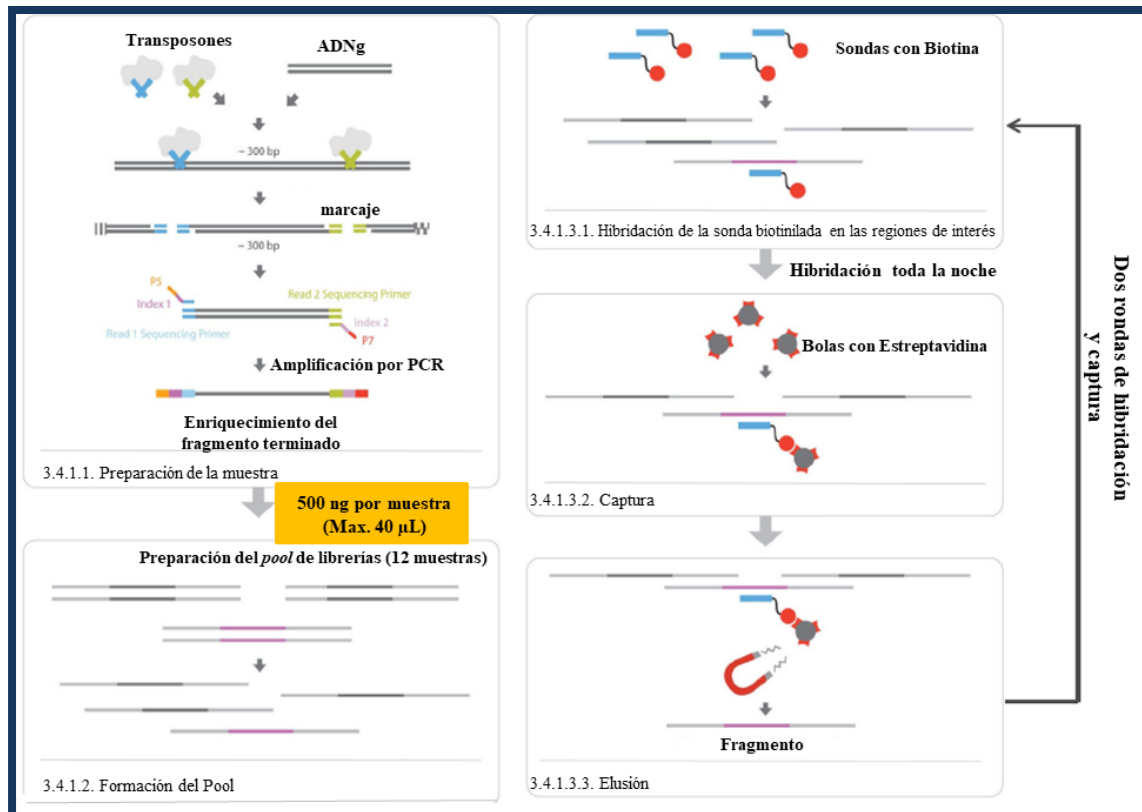 Transposones
ADNg
~ 300 bp
marcaje
~ 300 bp
P5
Index 1
Read 2 Sequencing Primer
Read 1 Sequencing Primer
Index 2
P7
Amplificación por PCR
Enriquecimiento del
fragmento terminado
3.4.1.1. Preparación de la muestra
500 ng por muestra
(Max. 40 µL)
Preparación del pool de librerías (12 muestras)
3.4.1.2. Formación del Pool
Sondas con Biotina
3.4.1.3.1. Hibridación de la sonda biotinilada en las regiones de interés
Hibridación toda la noche
Bolas con Estreptavidina
3.4.1.3.2. Captura
Fragmento
3.4.1.3.3. Elusión
Dos rondas de hibridación
y captura